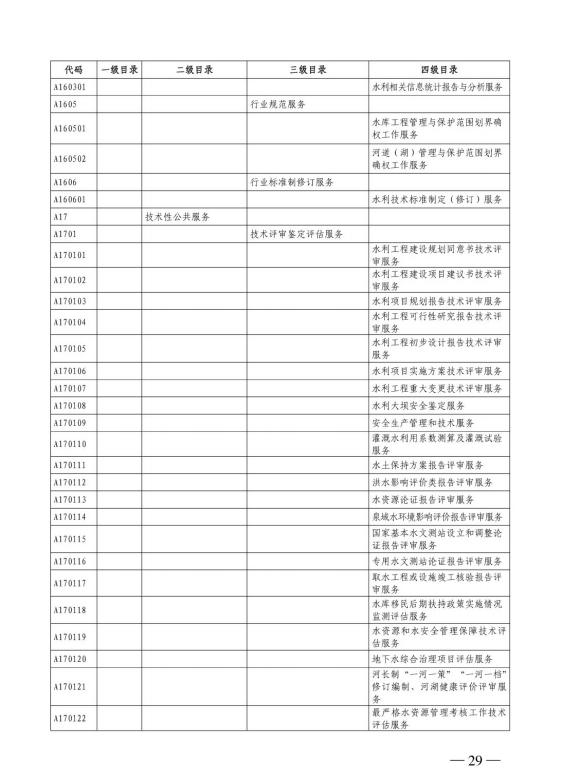 代码 一级目录 二级目录 三级目录 四级目录
A160301 水利相关信息统计报告与分析服务
A1605 行业规范服务
A160501 水库工程管理与保护范围划界确
权工作服务
A160502 河道（湖）管理与保护范围划界
确权工作服务
A1606 行业标准制修订服务
A160601 水利技术标准制定（修订）服务
A17 技术性公共服务
A1701 技术评审鉴定评估服务
A170101 水利工程建设规划同意书技术评
审服务
A170102 水利工程建设项目建议书技术评
审服务
A170103 水利项目规划报告技术评审服务
A170104 水利工程可行性研究报告技术评
审服务
A170105 水利工程初步设计报告技术评审
服务
A170106 水利项目实施方案技术评审服务
A170107 水利工程重大变更技术评审服务
A170108 水利大坝安全鉴定服务
A170109 安全生产管理和技术服务
A170110 灌溉水利用系数测算及灌溉试验
服务
A170111 水土保持方案报告评审服务
A170112 洪水影响评价类报告评审服务
A170113 水资源论证报告评审服务
A170114 泉域水环境影响评价报告评审服务
A170115 国家基本水文测站设立和调整论
证报告评审服务
A170116 专用水文测站论证报告评审服务
A170117 取水工程或设施竣工核验报告评
审服务
A170118 水库移民后期扶持政策实施情况
监测评估服务
A170119 水资源和水安全管理保障技术评
估服务
A170120 地下水综合治理项目评估服务
A170121 河长制“一河一策”“一河一档”
修订编制、河湖健康评价评审服
务
A170122 最严格水资源管理考核工作技术
评估服务
— 29 —